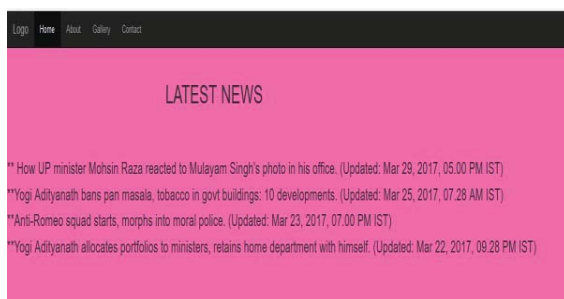 Logo Home About Gallery Contact
LATEST NEWS
** How UP minister Mohsin Raza reacted to Mulayam Singh's photo in his office. (Updated: Mar 29, 2017, 05.00 PM IST)
**Yogi Adityanath bans pan masala, tobacco in govt buildings: 10 developments. (Updated: Mar 25, 2017, 07.28 AM IST)
**Anti-Romeo squad starts, morphs into moral police. (Updated: Mar 23, 2017, 07.00 PM IST)
**Yogi Adityanath allocates portfolios to ministers, retains home department with himself. (Updated: Mar 22, 2017, 09.28 PM IST)